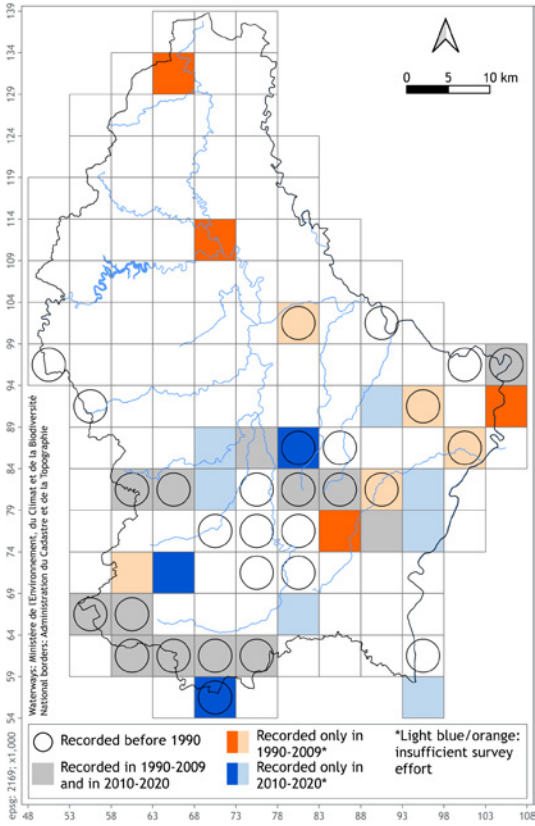 139
134
129
124
119
114
109
104
99
94
89
84
79
74
69
64
59
54
0 5 10 km
Waterways: Ministère de l'Environnement, du Climat et de la Biodiversité
National borders: Administration du Cadastre et de la Topographie
epsg: 2169; x1,000
Recorded before 1990
Recorded in 1990-2009
and in 2010-2020
Recorded only in
1990-2009*
Recorded only in
2010-2020*
*Light blue/orange:
insufficient survey
effort
48 53 58 63 68 73 78 83 88 93 98 103 108